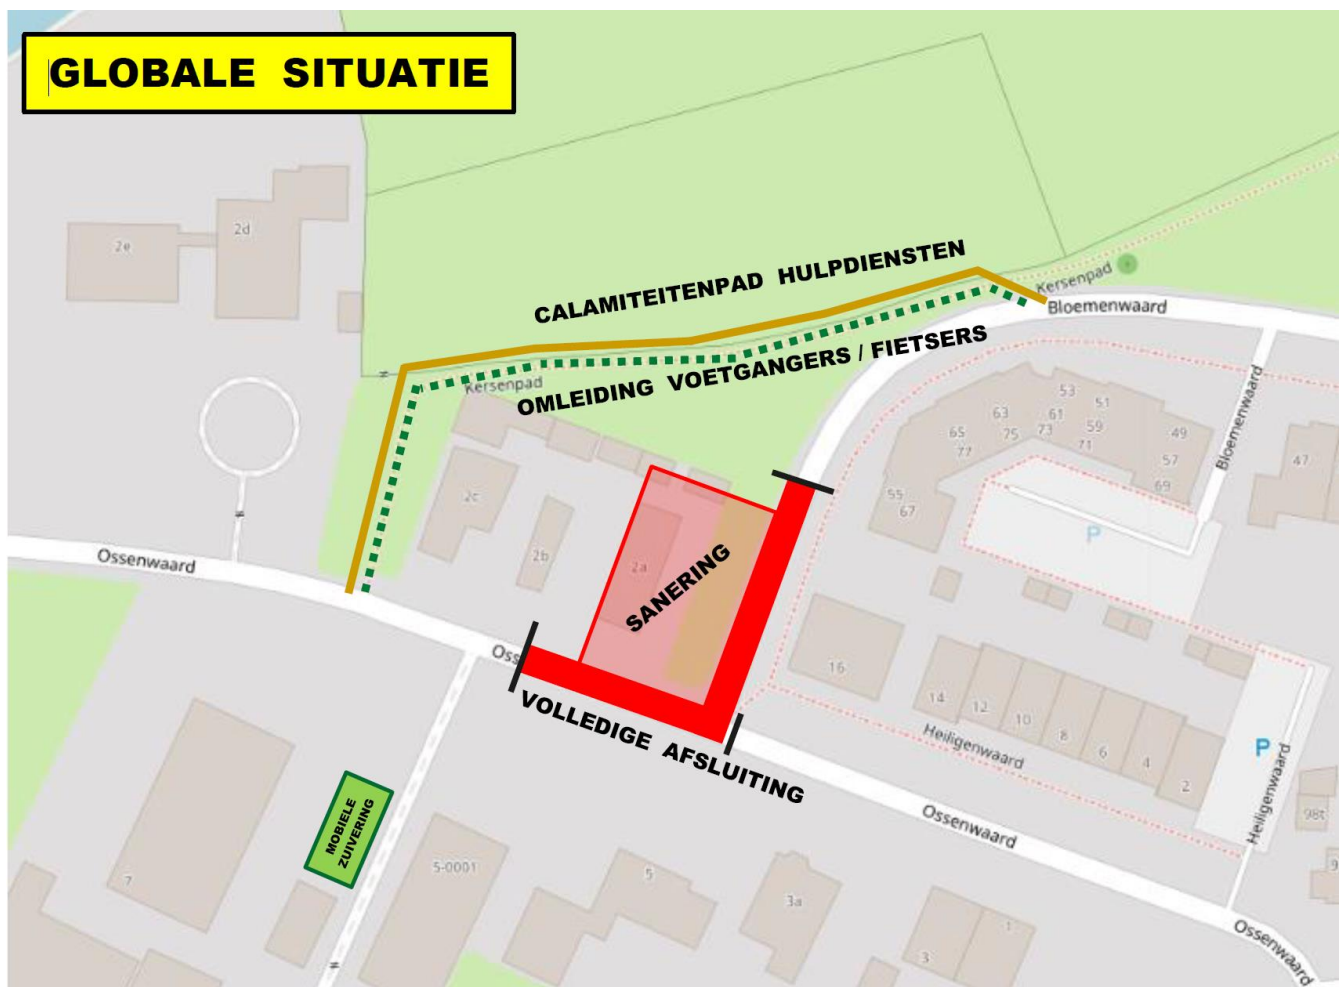 GLOBALE SITUATIE
2e
2d
CALAMITEITENPAD HULPDIENSTEN
Kersenpad
Bloemenwaard
OMLEIDING VOETGANGERS / FIETSERS
Kersenpad
53
51
63
61
59
65
75
73
71
49
77
57
69
55
67
47
Bloemenwaard
P
2c
2b
2a
SANERING
Ossenwaard
Oss
VOLLEDIGE AFSLUITING
16
14
12
10
8
6
4
2
Heiligenwaard
P
Heiligenwaard
98t
9
Ossenwaard
MOBIELE
ZUIVERING
7
5-0001
5
3a
3
1
Ossenwaard